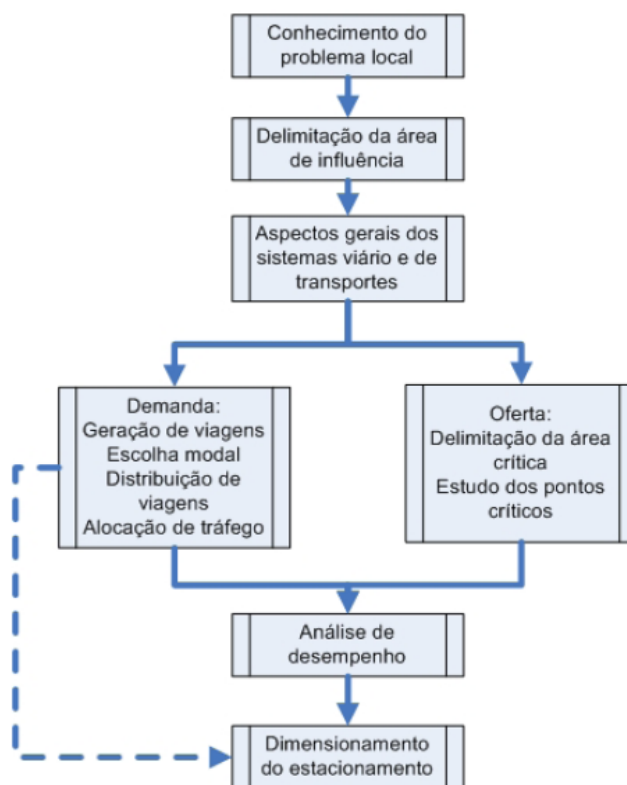 Conhecimento do
problema local
Delimitação da área
de influência
Aspectos gerais dos
sistemas viário e de
transportes
Demanda:
Geração de viagens
Escolha modal
Distribuição de
viagens
Alocação de tráfego
Oferta:
Delimitação da área
crítica
Estudo dos pontos
críticos
Análise de
desempenho
Dimensionamento
do estacionamento